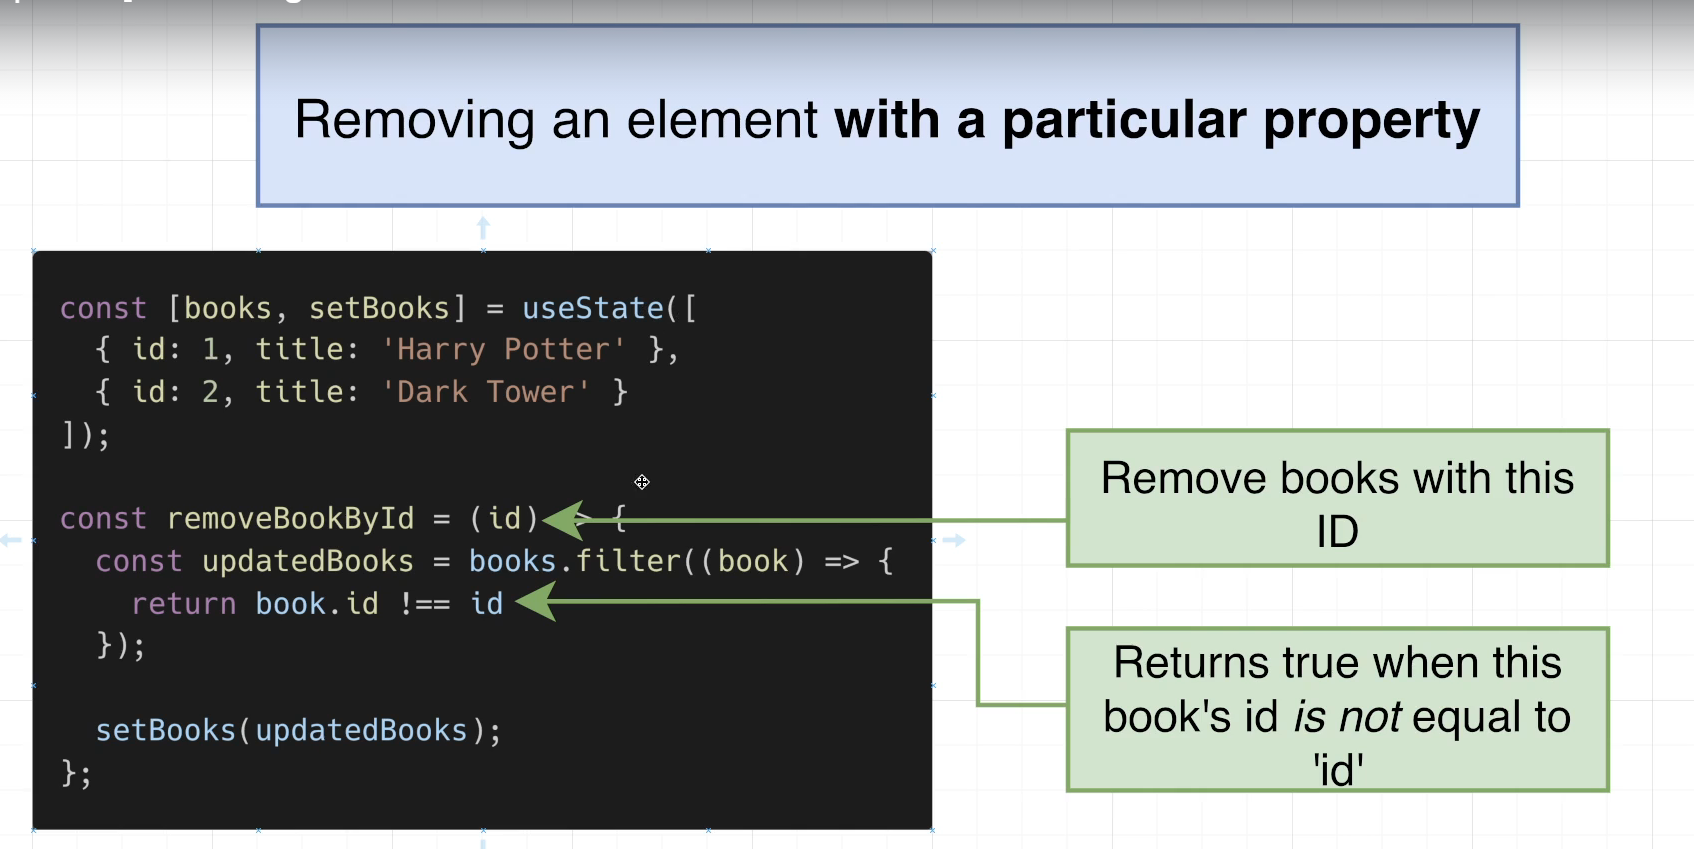 Removing an element with a particular property
const [books, setBooks] = useState([
  { id: 1, title: 'Harry Potter' },
  { id: 2, title: 'Dark Tower' }
]);
const removeBookById = (id) => {
  const updatedBooks = books.filter((book) => {
    return book.id !== id
  });
  setBooks(updatedBooks);
};
Remove books with this
ID
Returns true when this
book's id is not equal to
'id'